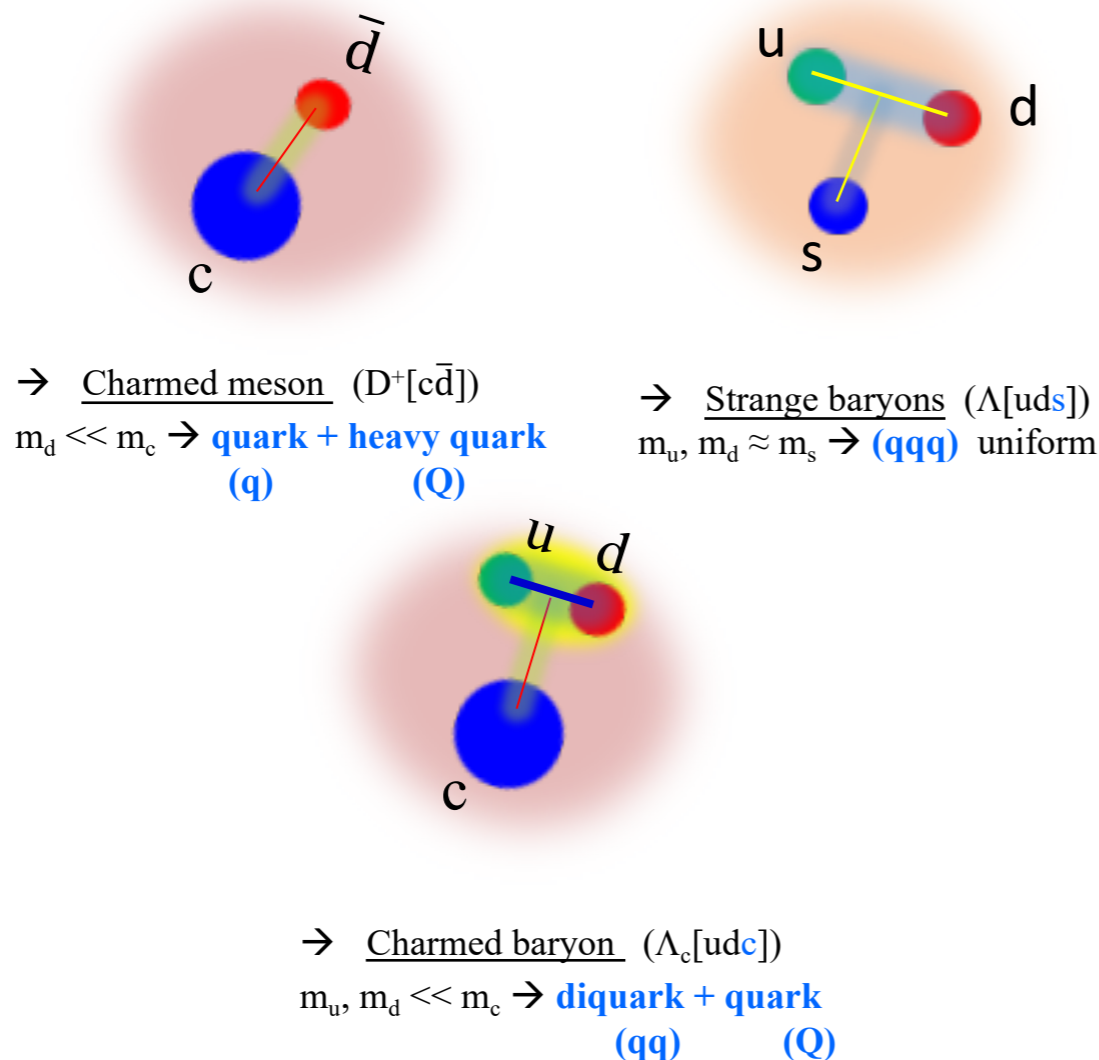 d̄
c
u
d
s
→ Charmed meson (D⁺[cd̄])
m_d << m_c → quark + heavy quark
(q) (Q)
→ Strange baryons (Λ[uds])
m_u, m_d ≈ m_s → (qqq) uniform
u
d
c
→ Charmed baryon (Λ_c[udc])
m_u, m_d << m_c → diquark + quark
(qq) (Q)